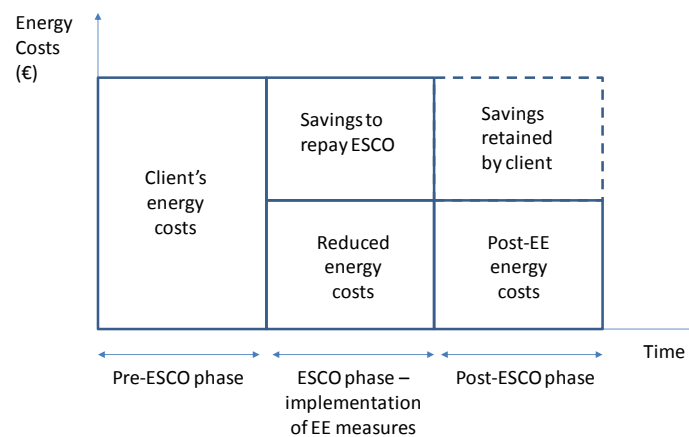 Energy
Costs
(€)
Client’s
energy
costs
Savings to
repay ESCO
Savings
retained
by client
Reduced
energy
costs
Post-EE
energy
costs
Time
Pre-ESCO phase
ESCO phase –
implementation
of EE measures
Post-ESCO phase